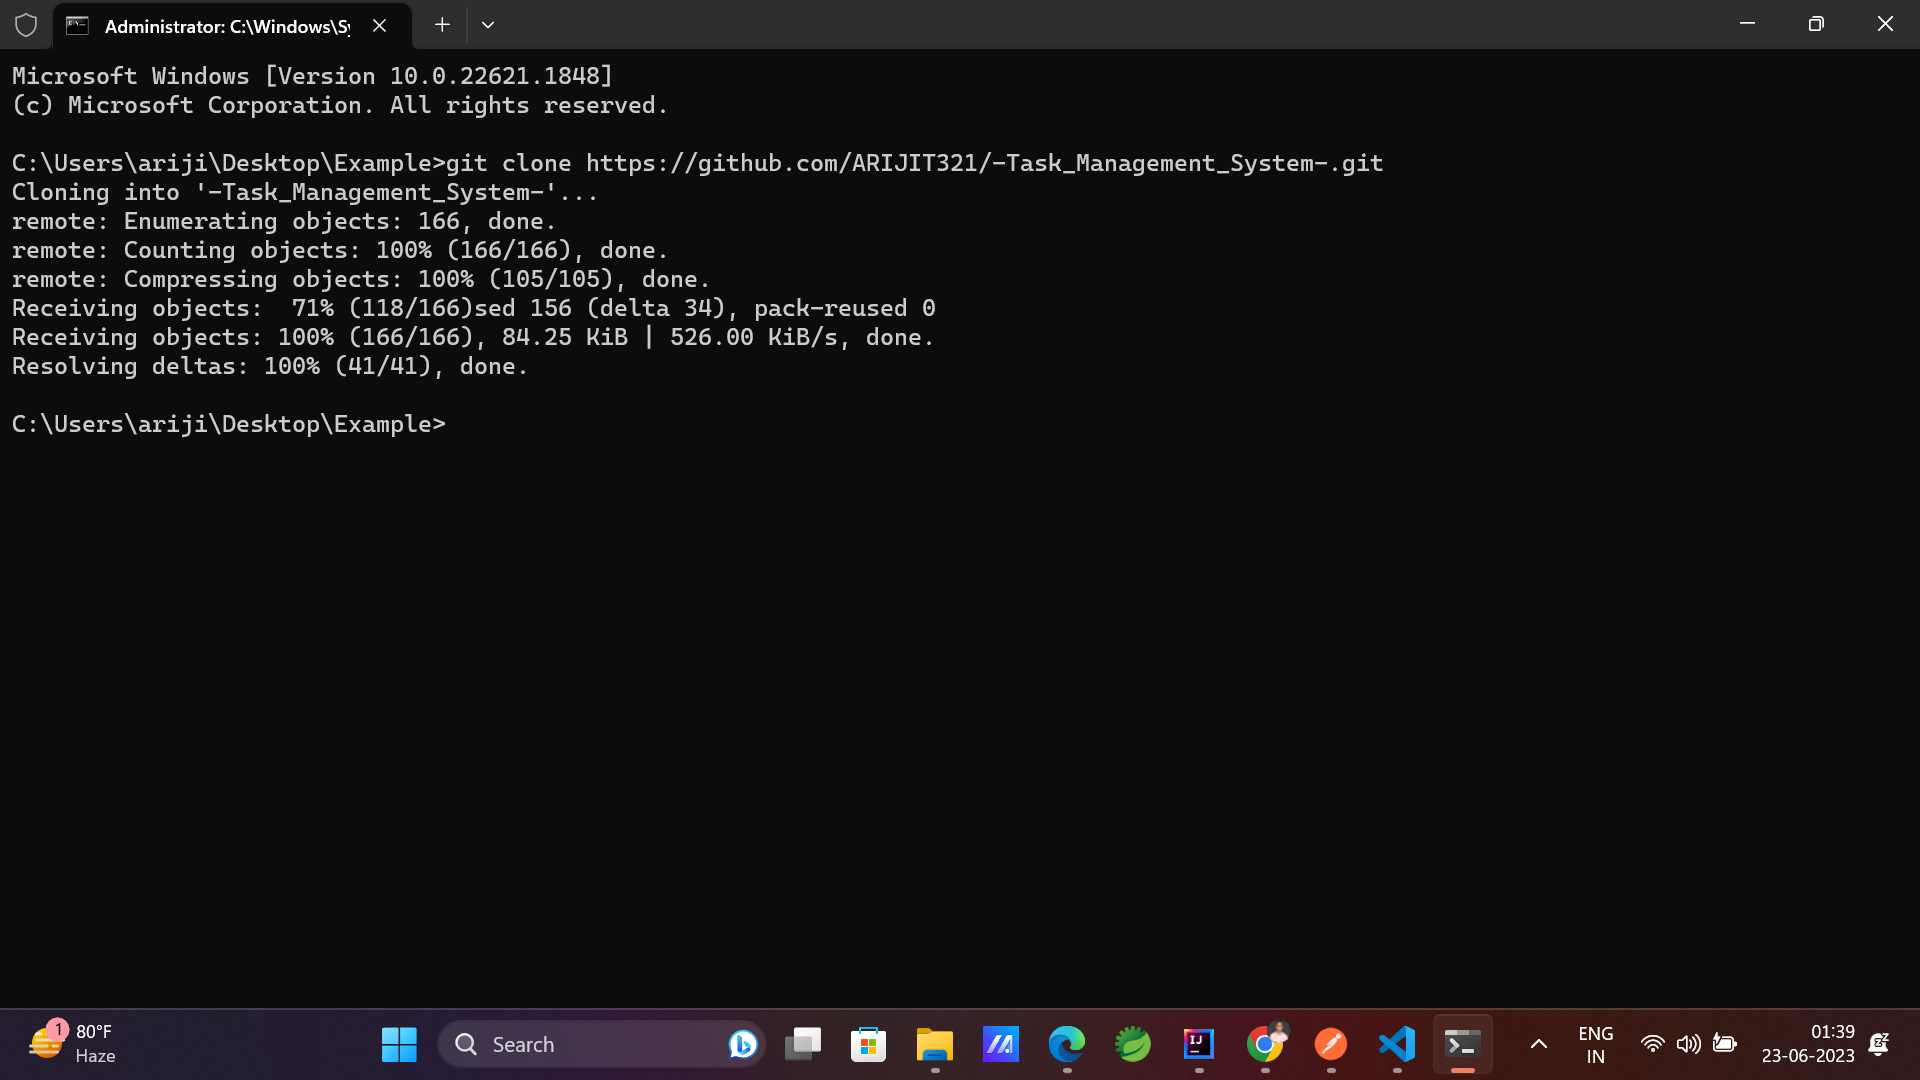 Administrator: C:\Windows\Sy
Microsoft Windows [Version 10.0.22621.1848]
(c) Microsoft Corporation. All rights reserved.
C:\Users\ariji\Desktop\Example>git clone https://github.com/ARIJIT321/-Task_Management_System-.git
Cloning into '-Task_Management_System-'...
remote: Enumerating objects: 166, done.
remote: Counting objects: 100% (166/166), done.
remote: Compressing objects: 100% (105/105), done.
Receiving objects:  71% (118/166)sed 156 (delta 34), pack-reused 0
Receiving objects: 100% (166/166), 84.25 KiB | 526.00 KiB/s, done.
Resolving deltas: 100% (41/41), done.
C:\Users\ariji\Desktop\Example>
1
80°F
Haze
Search
IJ
ENG
IN
01:39
23-06-2023